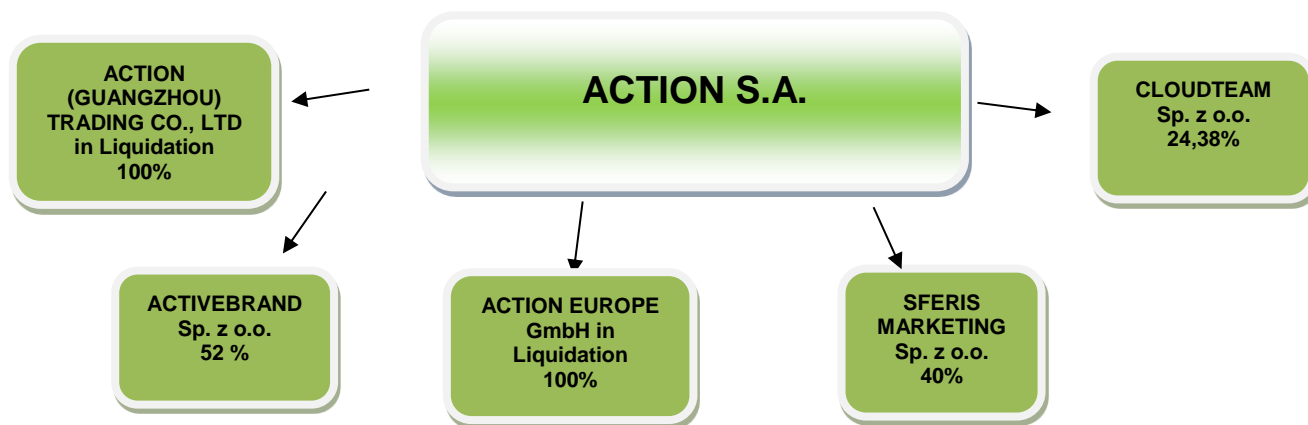 ACTION S.A.
ACTION
(GUANGZHOU)
TRADING CO., LTD
in Liquidation
100%
CLOUDTEAM
Sp. z o.o.
24,38%
ACTIVEBRAND
Sp. z o.o.
52 %
ACTION EUROPE
GmbH in
Liquidation
100%
SFERIS
MARKETING
Sp. z o.o.
40%